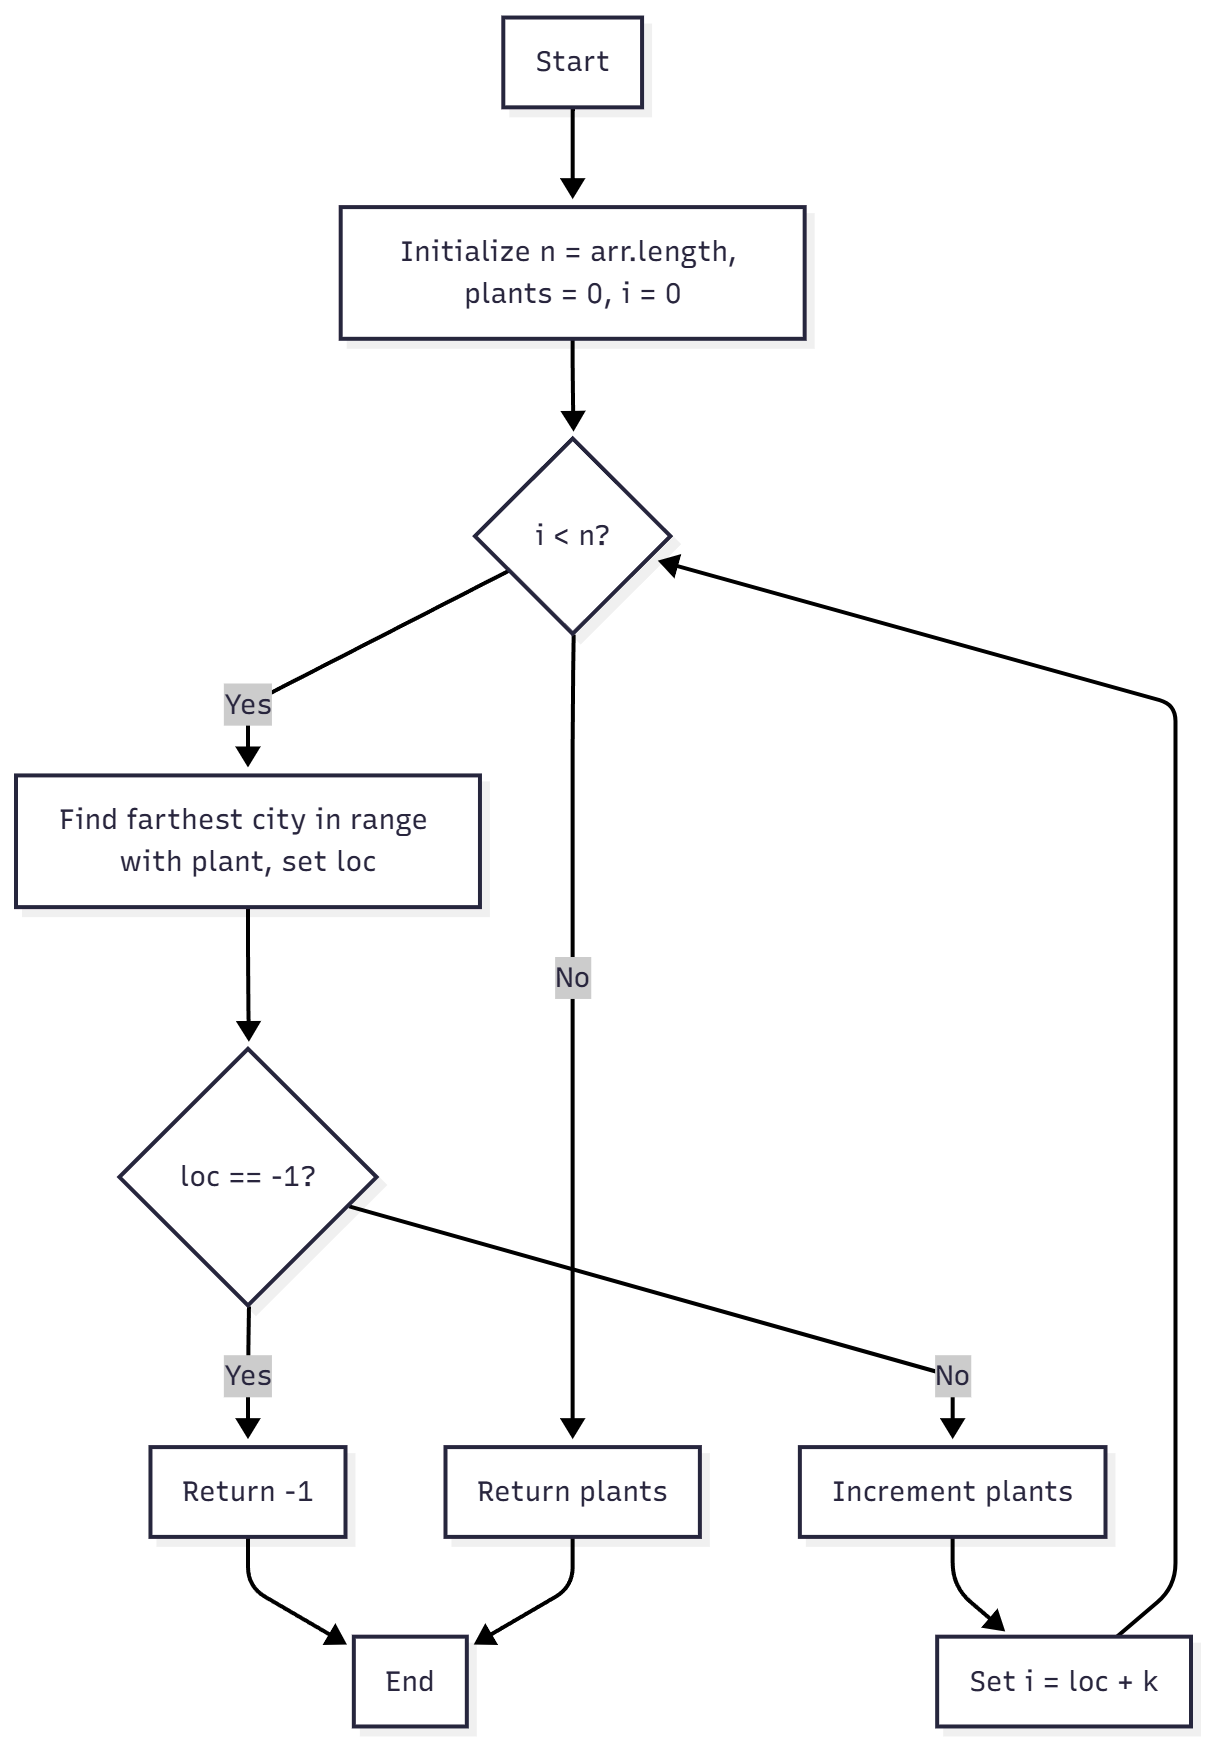 Start
Initialize n = arr.length,
plants = 0, i = 0
i < n?
Yes
Find farthest city in range
with plant, set loc
No
loc == -1?
Yes
No
Return -1
Return plants
Increment plants
End
Set i = loc + k